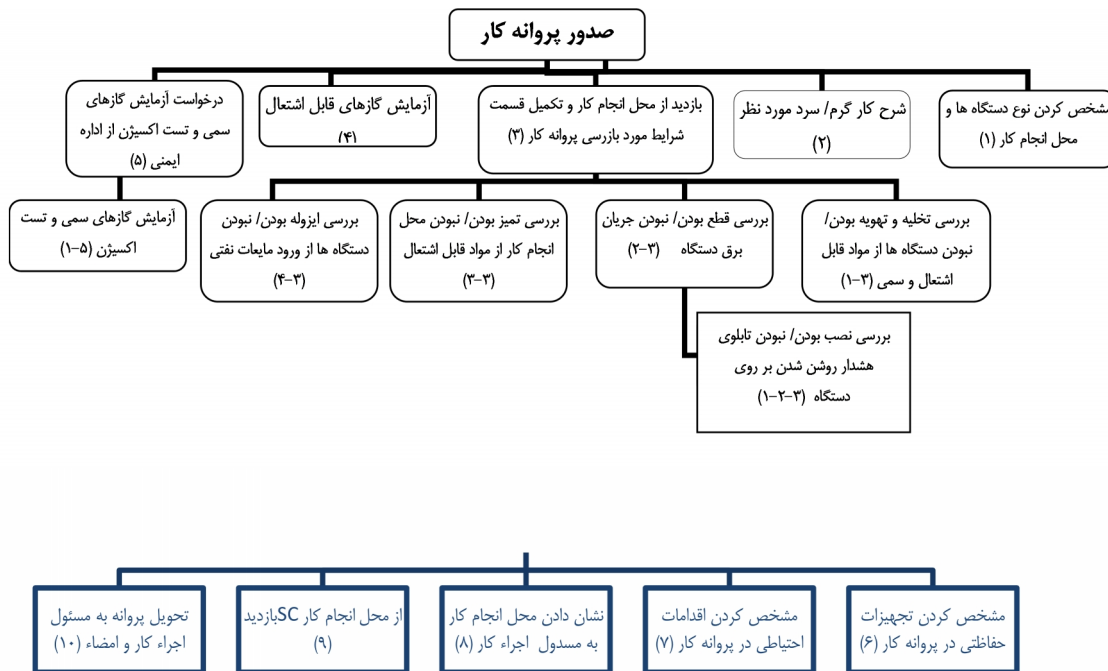 صدور پروانه کار
مشخص کردن نوع دستگاه ها و
محل انجام کار (۱)
شرح کار گرم/ سرد مورد نظر
(۲)
بازدید از محل انجام کار و تکمیل قسمت
شرایط مورد بازرسی پروانه کار (۳)
آزمایش گازهای قابل اشتعال
(۴)
درخواست آزمایش گازهای
سمی و تست اکسیژن از اداره
ایمنی (۵)
بررسی تخلیه و تهویه بودن/
نبودن دستگاه ها از مواد قابل
اشتعال و سمی (۳-۱)
بررسی قطع بودن/ نبودن جریان
برق دستگاه (۳-۲)
بررسی تمیز بودن/ نبودن محل
انجام کار از مواد قابل اشتعال
(۳-۳)
بررسی ایزوله بودن/ نبودن
دستگاه ها از ورود مایعات نفتی
(۳-۴)
آزمایش گازهای سمی و تست
اکسیژن (۵-۱)
بررسی نصب بودن/ نبودن تابلوی
هشدار روشن شدن بر روی
دستگاه (۳-۲-۱)
مشخص کردن تجهیزات
حفاظتی در پروانه کار (۶)
مشخص کردن اقدامات
احتیاطی در پروانه کار (۷)
نشان دادن محل انجام کار
به مسدول اجراء کار (۸)
از محل انجام کار SCبازدید
(۹)
تحویل پروانه به مسئول
اجراء کار و امضاء (۱۰)